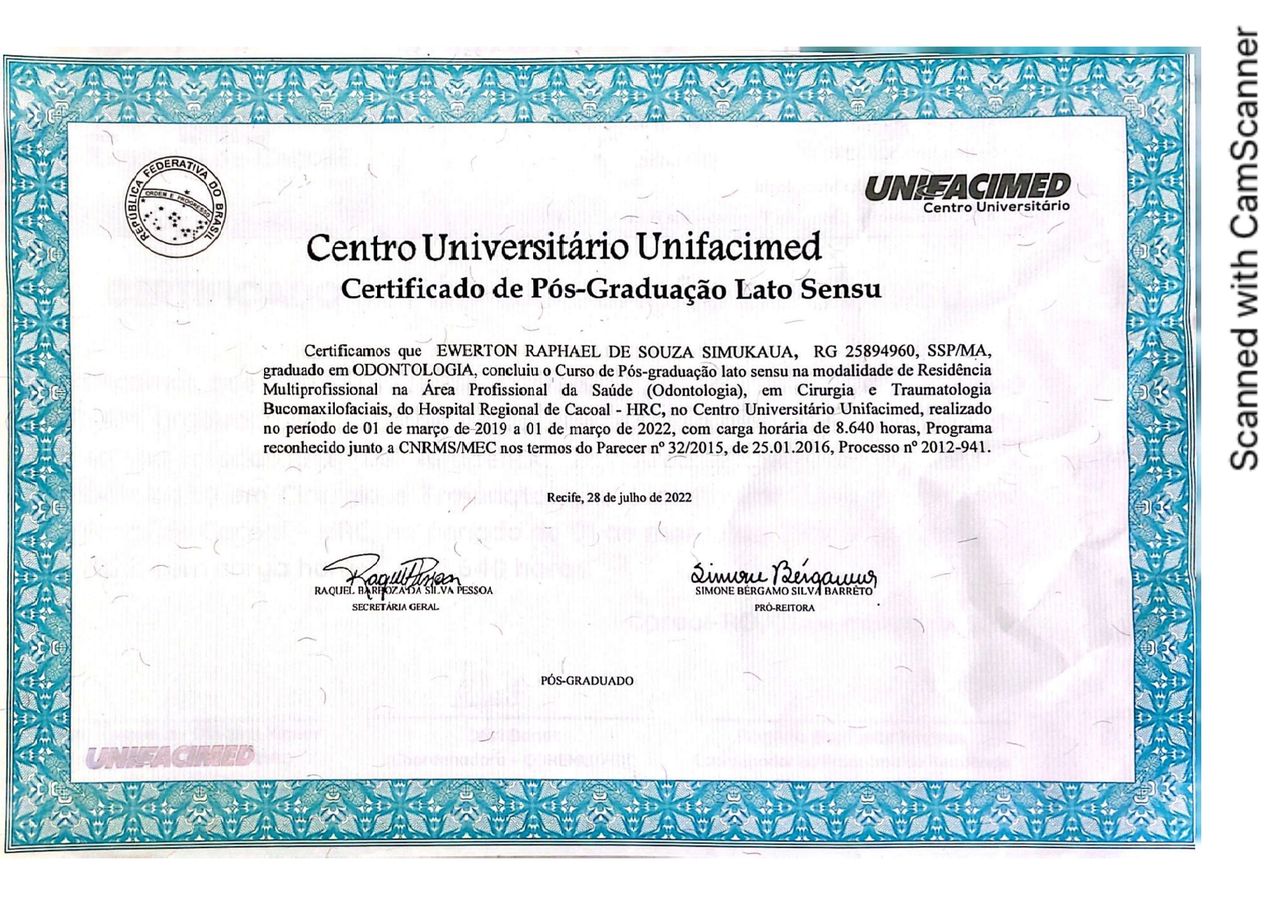 REPÚBLICA FEDERATIVA DO BRASIL
ORDEM E PROGRESSO
UNIFACIMED
Centro Universitário
Centro Universitário Unifacimed
Certificado de Pós-Graduação Lato Sensu
Certificamos que EWERTON RAPHAEL DE SOUZA SIMUKAUA, RG 25894960, SSP/MA,
graduado em ODONTOLOGIA, concluiu o Curso de Pós-graduação lato sensu na modalidade de Residência
Multiprofissional na Área Profissional da Saúde (Odontologia), em Cirurgia e Traumatologia
Bucomaxilofaciais, do Hospital Regional de Cacoal - HRC, no Centro Universitário Unifacimed, realizado
no período de 01 de março de 2019 a 01 de março de 2022, com carga horária de 8.640 horas, Programa
reconhecido junto a CNRMS/MEC nos termos do Parecer nº 32/2015, de 25.01.2016, Processo nº 2012-941.
Recife, 28 de julho de 2022
Raquel Pessoa
Simone Bérgamo
RAQUEL BARBOZA DA SILVA PESSOA
SIMONE BÉRGAMO SILVA BARRETO
SECRETÁRIA GERAL
PRÓ-REITORA
PÓS-GRADUADO
UNIFACIMED
Scanned with CamScanner